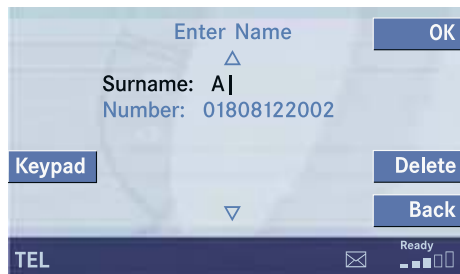 Enter Name
OK
Surname: A
Number: 01808122002
Keypad
Delete
Back
TEL
Ready